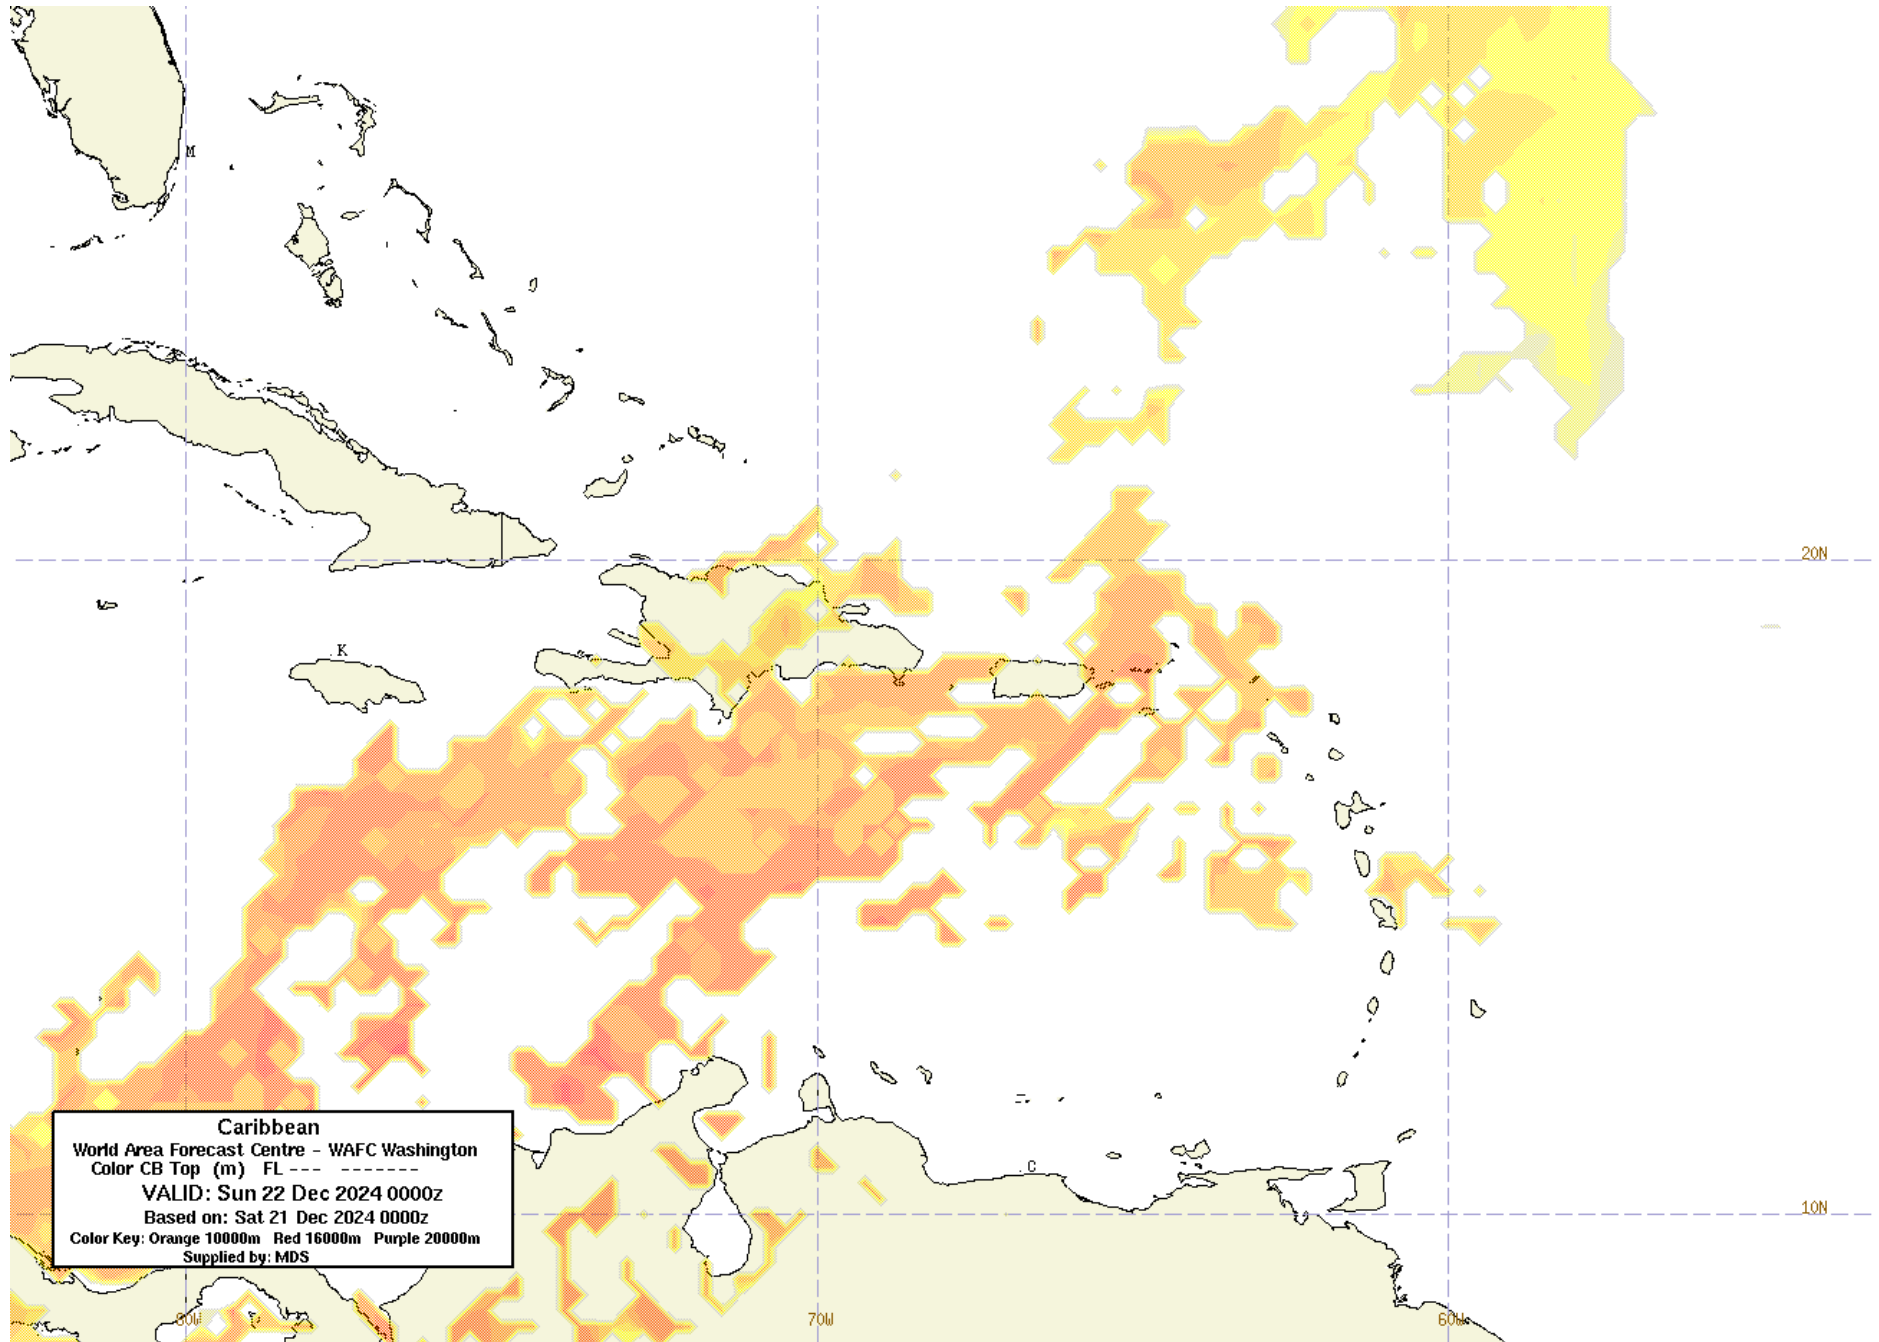 M
20N
K
Caribbean
World Area Forecast Centre - WAFC Washington
Color CB Top (m) FL --- -------
VALID: Sun 22 Dec 2024 0000z
Based on: Sat 21 Dec 2024 0000z
Color Key: Orange 10000m Red 16000m Purple 20000m
Supplied by: MDS
C
10N
80W
70W
60W